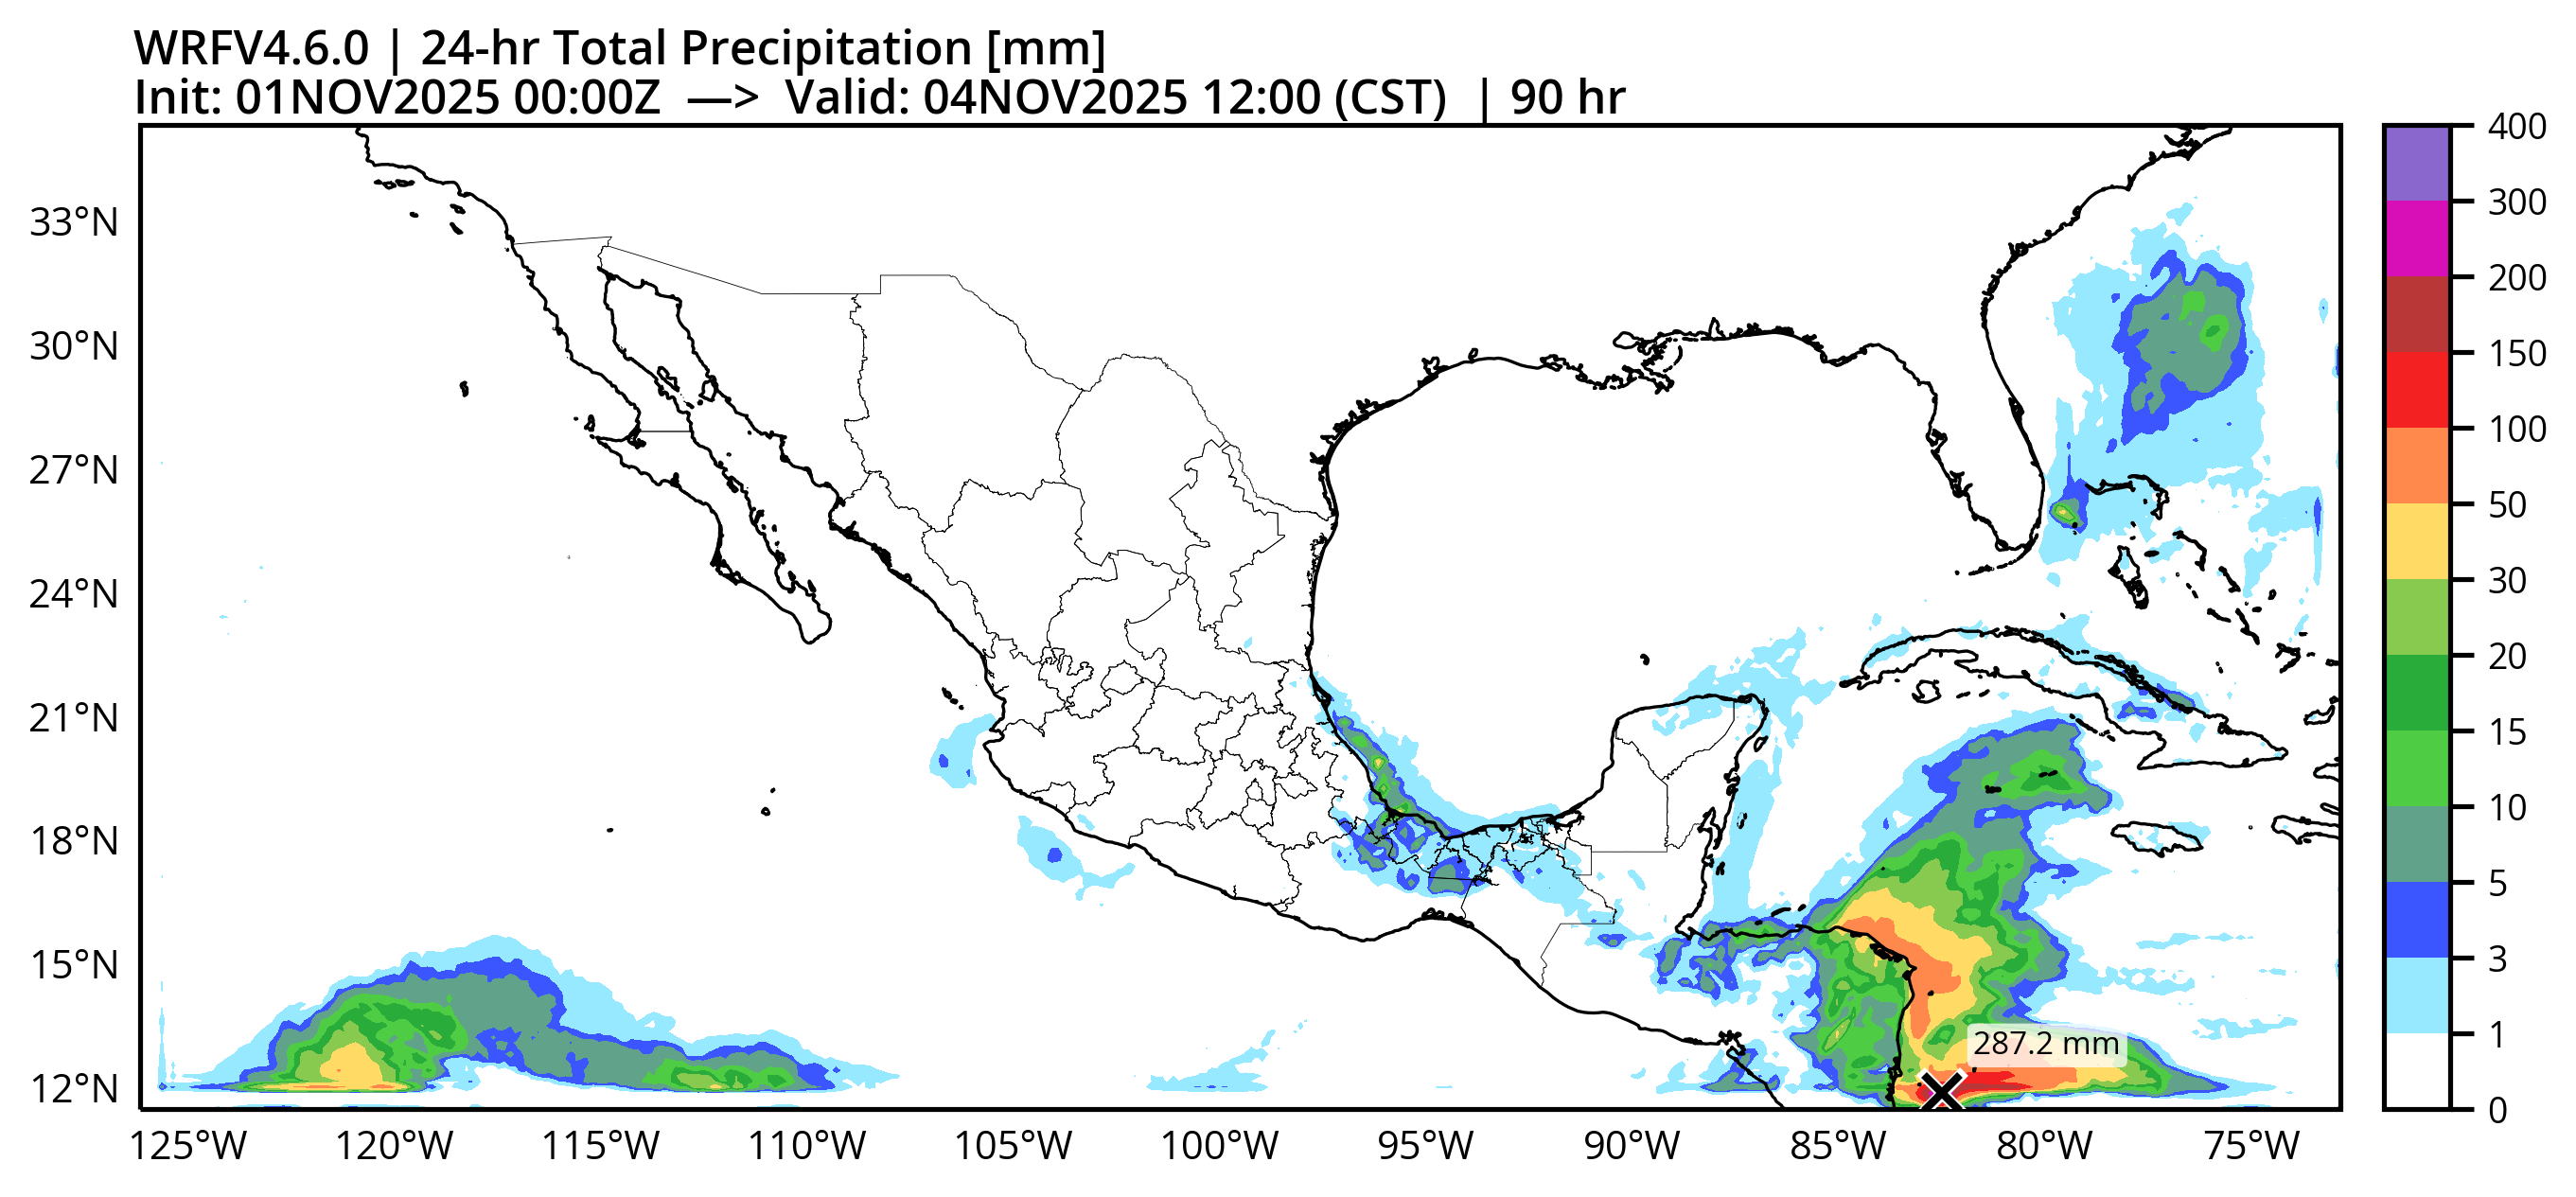 WRFV4.6.0 | 24-hr Total Precipitation [mm]
Init: 01NOV2025 00:00Z —> Valid: 04NOV2025 12:00 (CST) | 90 hr
33°N
30°N
27°N
24°N
21°N
18°N
15°N
12°N
287.2 mm
125°W 120°W 115°W 110°W 105°W 100°W 95°W 90°W 85°W 80°W 75°W
400
300
200
150
100
50
30
20
15
10
5
3
1
0